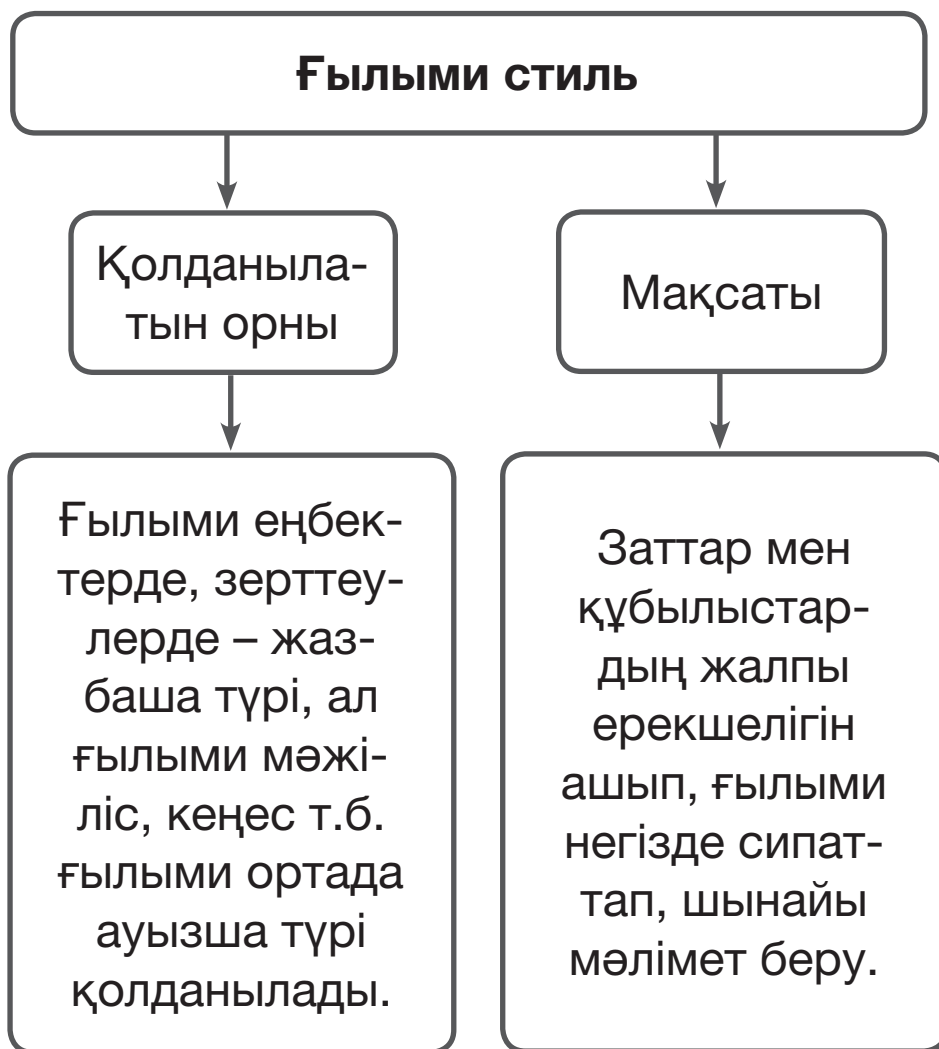 Ғылыми стиль
Қолданыла-
тын орны
Мақсаты
Ғылыми еңбек-
терде, зерттеу-
лерде – жаз-
баша түрі, ал
ғылыми мәжі-
ліс, кеңес т.б.
ғылыми ортада
ауызша түрі
қолданылады.
Заттар мен
құбылыстар-
дың жалпы
ерекшелігін
ашып, ғылыми
негізде сипат-
тап, шынайы
мәлімет беру.